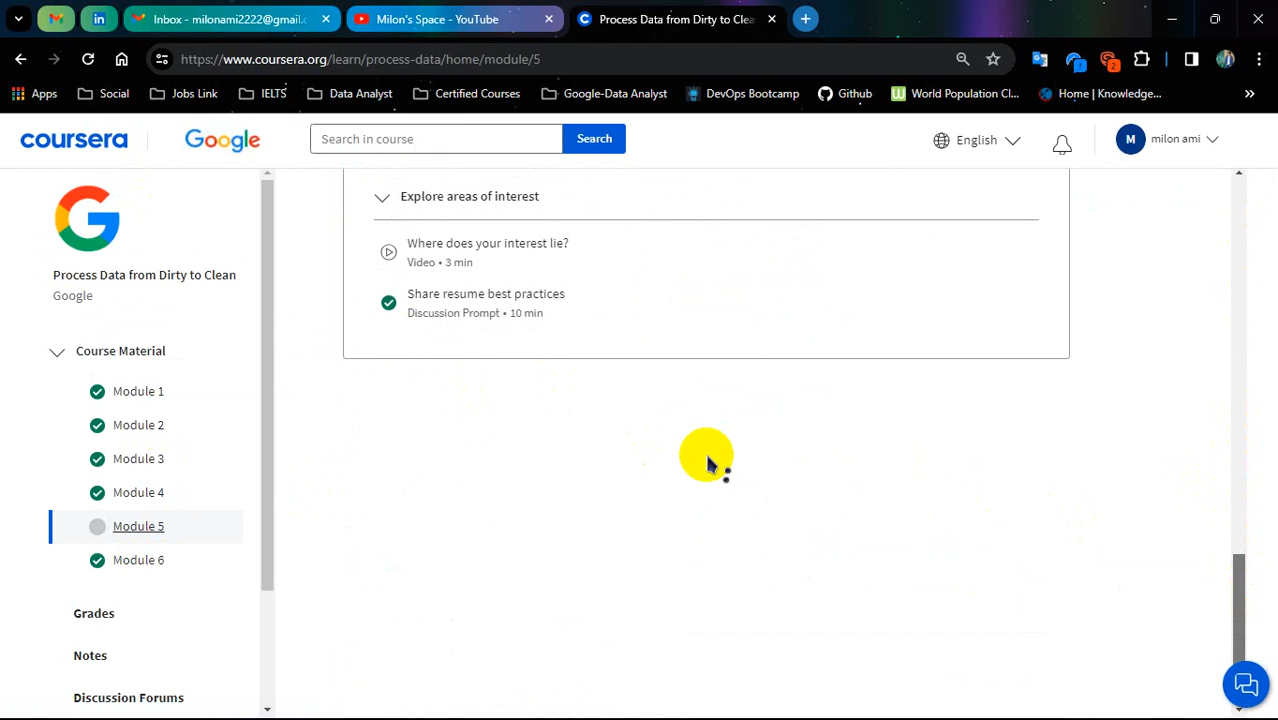 Inbox - milonami2222@gmail.c
Milon's Space - YouTube
Process Data from Dirty to Clea
https://www.coursera.org/learn/process-data/home/module/5
1
2
Apps
Social
Jobs Link
IELTS
Data Analyst
Certified Courses
Google-Data Analyst
DevOps Bootcamp
Github
World Population Cl...
Home | Knowledge...
coursera
Google
Search in course
Search
English
M
milon ami
Process Data from Dirty to Clean
Google
Course Material
Module 1
Module 2
Module 3
Module 4
Module 5
Module 6
Grades
Notes
Discussion Forums
Explore areas of interest
Where does your interest lie?
Video • 3 min
Share resume best practices
Discussion Prompt • 10 min